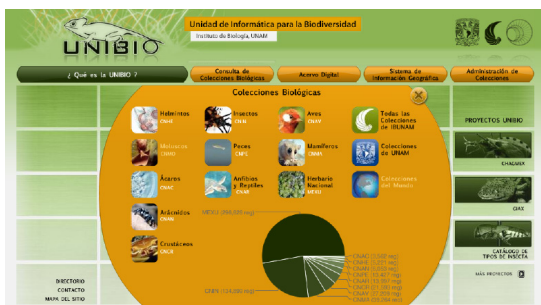 UNIBIO
Unidad de Informática para la Biodiversidad
Instituto de Biología, UNAM
¿ Qué es la UNIBIO ?
Consulta de
Colecciones Biológicas
Acervo Digital
Sistema de
Información Geográfica
Administración de
Colecciones
Colecciones Biológicas
Helmintos
CNHE
Insectos
CNIN
Aves
CNAV
Todas las
Colecciones
de IBUNAM
Moluscos
CNMO
Peces
CNPE
Mamíferos
CNMA
Colecciones
de UNAM
Ácaros
CNAC
Anfibios
y Reptiles
CNAR
Herbario
Nacional
MEXU
Colecciones
del Mundo
Arácnidos
CNAN
Crustáceos
CNCR
PROYECTOS UNIBIO
CHACMEX
CIAX
CATÁLOGO DE
TIPOS DE INSECTA
MÁS PROYECTOS
DIRECTORIO
CONTACTO
MAPA DEL SITIO